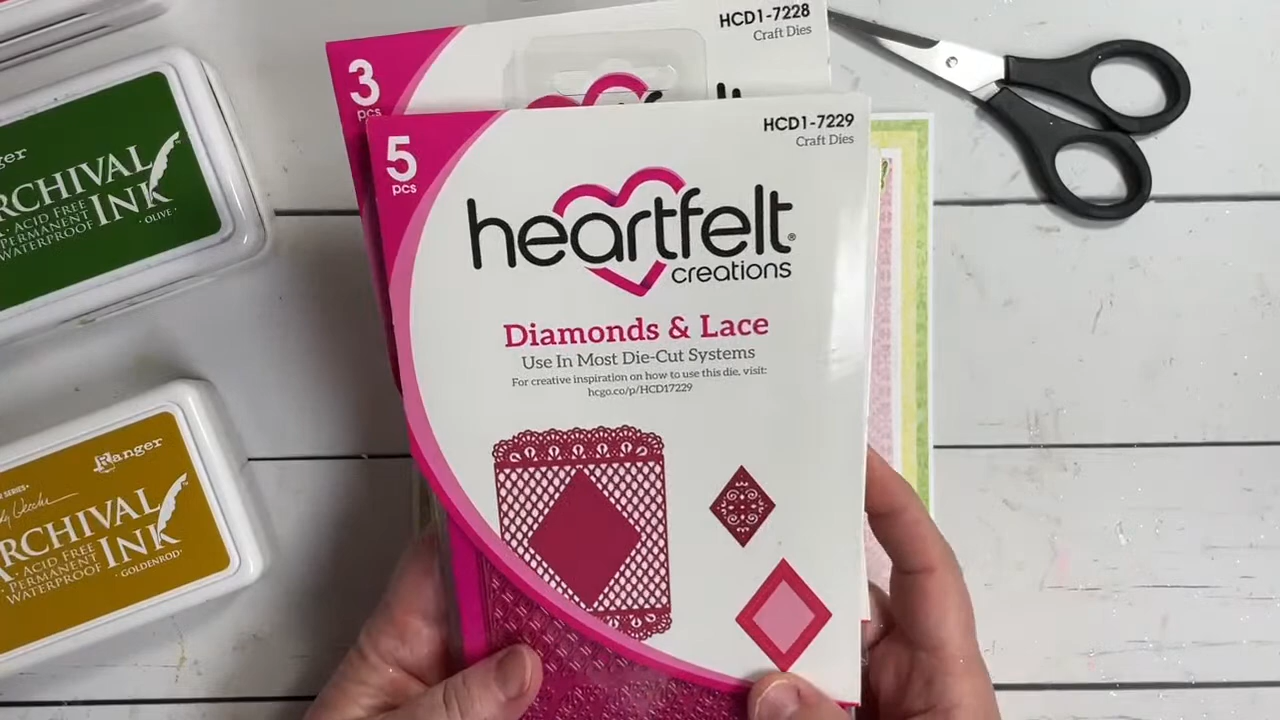 HCD1-7228
Craft Dies
3
pcs
HCD1-7229
Craft Dies
5
pcs
heartfelt®
creations
Diamonds & Lace
Use In Most Die-Cut Systems
For creative inspiration on how to use this die, visit:
hcgo.co/p/HCD17229
RCHIVAL
INK
ACID FREE
PERMANENT
WATERPROOF
· OLIVE ·
Ranger
SERIES·
RCHIVAL
INK
· ACID FREE
PERMANENT
WATERPROOF
· GOLDENROD ·